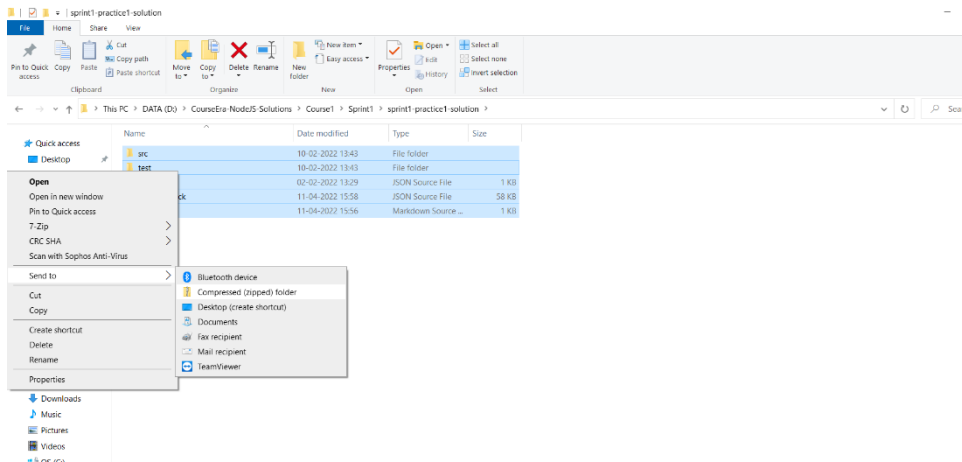 sprint1-practice1-solution
File Home Share View
Pin to Quick access
Copy
Paste
Cut
Copy path
Paste shortcut
Clipboard
Move to
Copy to
Delete
Rename
Organize
New folder
New item
Easy access
New
Properties
Open
Edit
History
Open
Select all
Select none
Invert selection
Select
This PC > DATA (D:) > CourseEra-NodeJS-Solutions > Course1 > Sprint1 > sprint1-practice1-solution >
Sea
Name Date modified Type Size
Quick access
Desktop
src 10-02-2022 13:43 File folder
test 10-02-2022 13:43 File folder
02-02-2022 13:29 JSON Source File 1 KB
ck 11-04-2022 15:58 JSON Source File 58 KB
11-04-2022 15:56 Markdown Source ... 1 KB
Open
Open in new window
Pin to Quick access
7-Zip
CRC SHA
Scan with Sophos Anti-Virus
Send to
Cut
Copy
Create shortcut
Delete
Rename
Properties
Bluetooth device
Compressed (zipped) folder
Desktop (create shortcut)
Documents
Fax recipient
Mail recipient
TeamViewer
Downloads
Music
Pictures
Videos